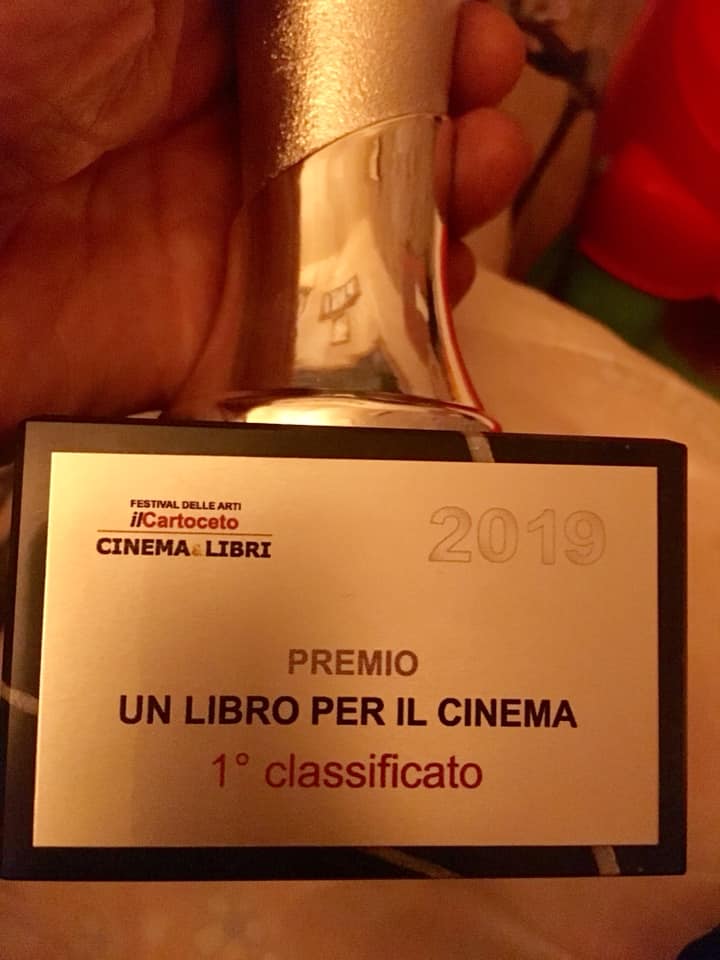 FESTIVAL DELLE ARTI
ilCartoceto
CINEMA & LIBRI
2019
PREMIO
UN LIBRO PER IL CINEMA
1° classificato